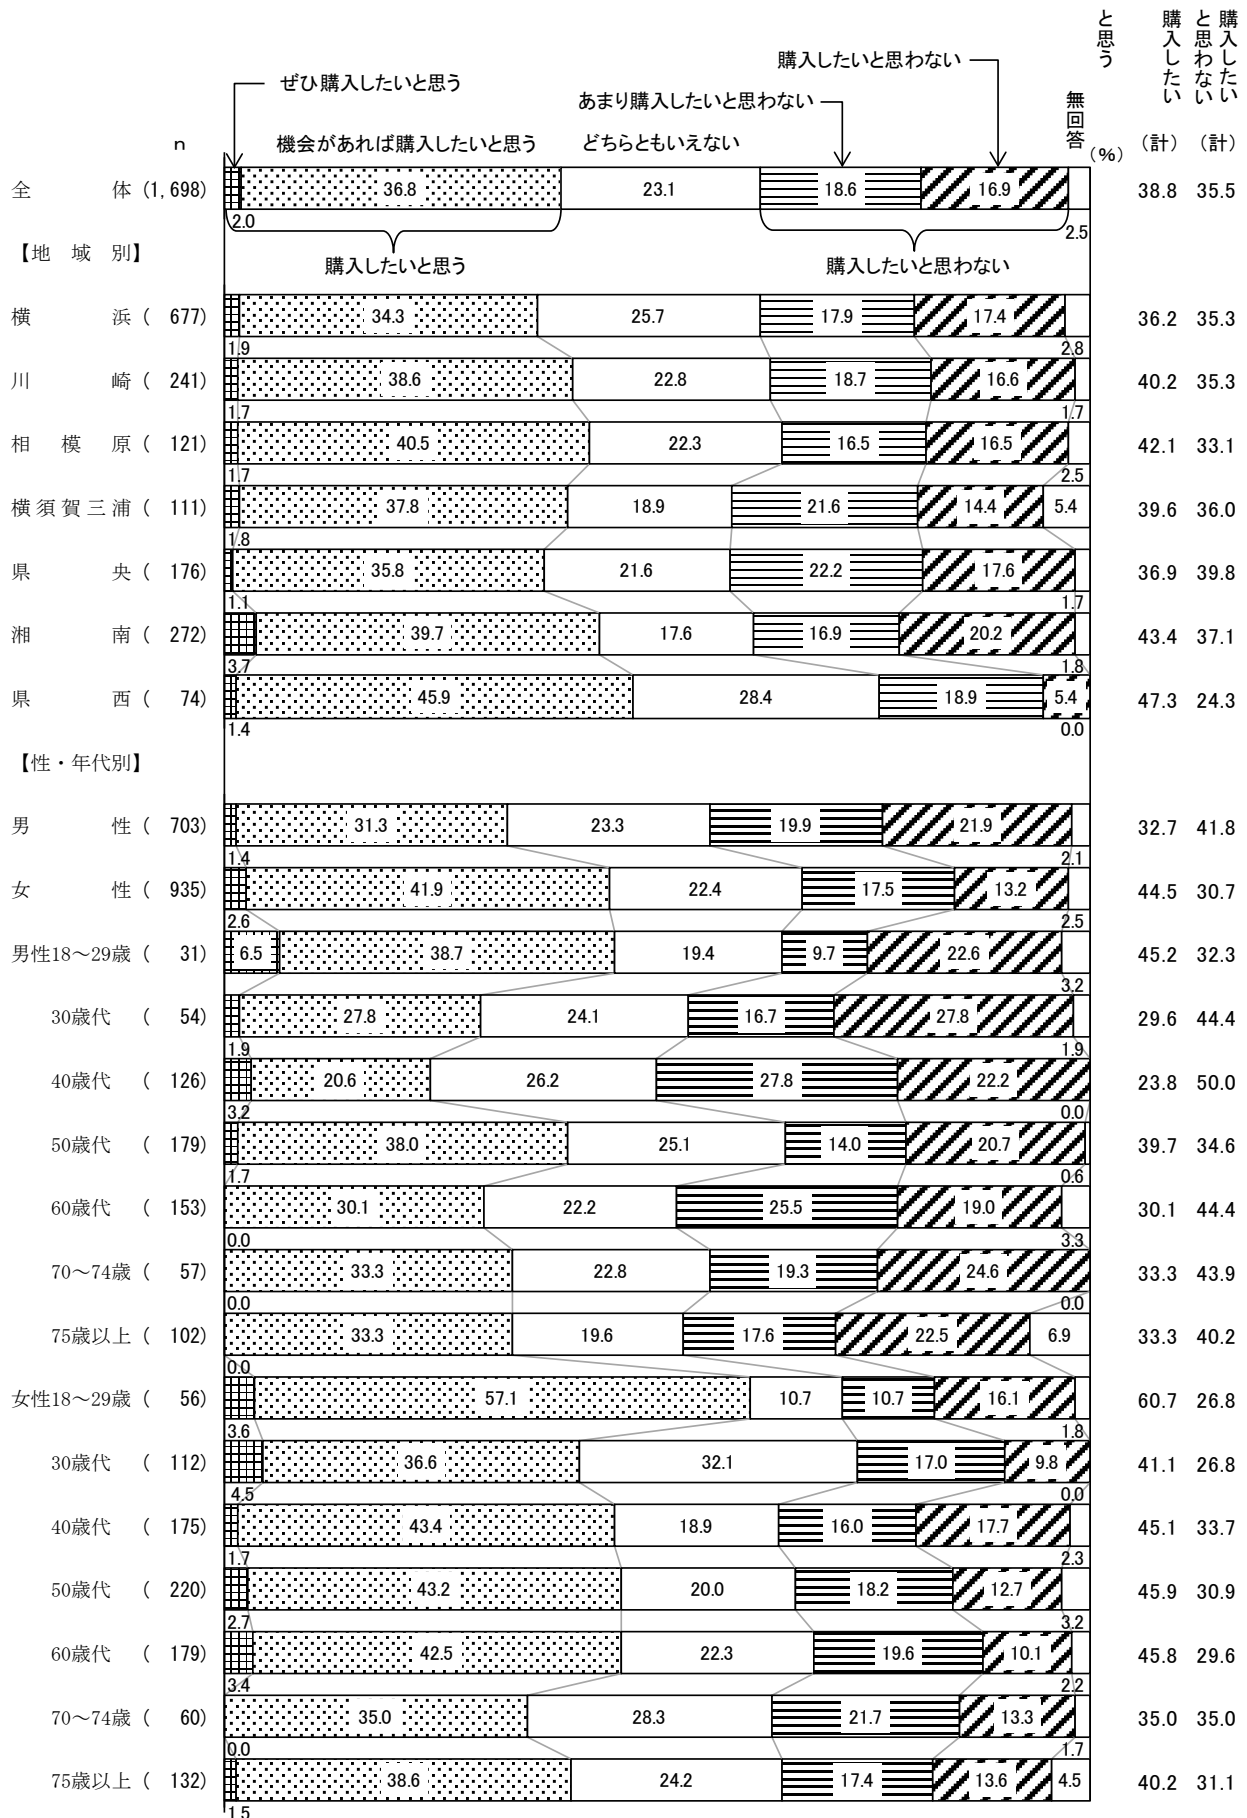 と思う
購入したい
と思わない
購入したい
購入したいと思わない
ぜひ購入したいと思う
あまり購入したいと思わない
無回答
n
機会があれば購入したいと思う
どちらともいえない
(%)
(計) (計)
全体 (1,698) 36.8 23.1 18.6 16.9 38.8 35.5
2.0 2.5
【地域別】
購入したいと思う 購入したいと思わない
横浜 ( 677) 34.3 25.7 17.9 17.4 36.2 35.3
1.9 2.8
川崎 ( 241) 38.6 22.8 18.7 16.6 40.2 35.3
1.7 1.7
相模原 ( 121) 40.5 22.3 16.5 16.5 42.1 33.1
1.7 2.5
横須賀三浦 ( 111) 37.8 18.9 21.6 14.4 5.4 39.6 36.0
1.8
県央 ( 176) 35.8 21.6 22.2 17.6 36.9 39.8
1.1 1.7
湘南 ( 272) 39.7 17.6 16.9 20.2 43.4 37.1
3.7 1.8
県西 ( 74) 45.9 28.4 18.9 5.4 47.3 24.3
1.4 0.0
【性・年代別】
男性 ( 703) 31.3 23.3 19.9 21.9 32.7 41.8
1.4 2.1
女性 ( 935) 41.9 22.4 17.5 13.2 44.5 30.7
2.6 2.5
男性18～29歳 ( 31) 6.5 38.7 19.4 9.7 22.6 45.2 32.3
3.2
30歳代 ( 54) 27.8 24.1 16.7 27.8 29.6 44.4
1.9 1.9
40歳代 ( 126) 20.6 26.2 27.8 22.2 23.8 50.0
3.2 0.0
50歳代 ( 179) 38.0 25.1 14.0 20.7 39.7 34.6
1.7 0.6
60歳代 ( 153) 30.1 22.2 25.5 19.0 30.1 44.4
0.0 3.3
70～74歳 ( 57) 33.3 22.8 19.3 24.6 33.3 43.9
0.0 0.0
75歳以上 ( 102) 33.3 19.6 17.6 22.5 6.9 33.3 40.2
0.0
女性18～29歳 ( 56) 57.1 10.7 10.7 16.1 60.7 26.8
3.6 1.8
30歳代 ( 112) 36.6 32.1 17.0 9.8 41.1 26.8
4.5 0.0
40歳代 ( 175) 43.4 18.9 16.0 17.7 45.1 33.7
1.7 2.3
50歳代 ( 220) 43.2 20.0 18.2 12.7 45.9 30.9
2.7 3.2
60歳代 ( 179) 42.5 22.3 19.6 10.1 45.8 29.6
3.4 2.2
70～74歳 ( 60) 35.0 28.3 21.7 13.3 35.0 35.0
0.0 1.7
75歳以上 ( 132) 38.6 24.2 17.4 13.6 4.5 40.2 31.1
1.5